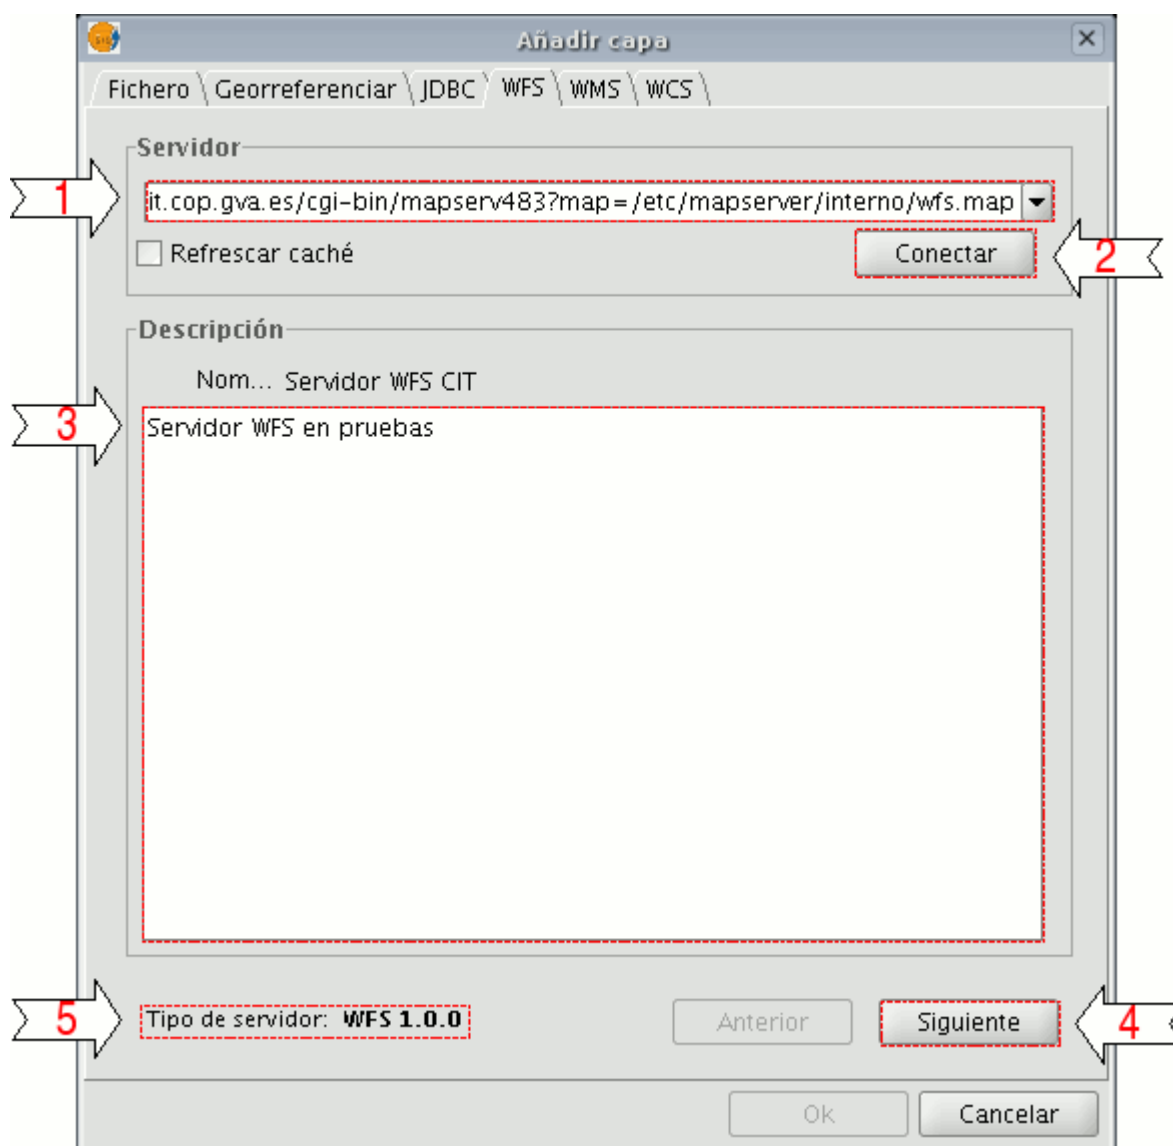 Añadir capa
Fichero Georreferenciar JDBC WFS WMS WCS
Servidor
1
it.cop.gva.es/cgi-bin/mapserv483?map=/etc/mapserver/interno/wfs.map
Refrescar caché
Conectar
2
Descripción
Nom... Servidor WFS CIT
3
Servidor WFS en pruebas
5
Tipo de servidor: WFS 1.0.0
Anterior
Siguiente
4
Ok
Cancelar